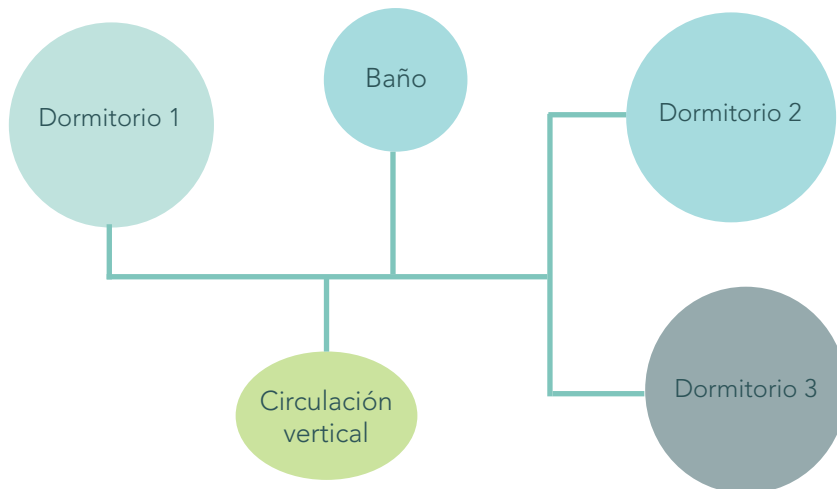 Dormitorio 1
Baño
Dormitorio 2
Circulación
vertical
Dormitorio 3